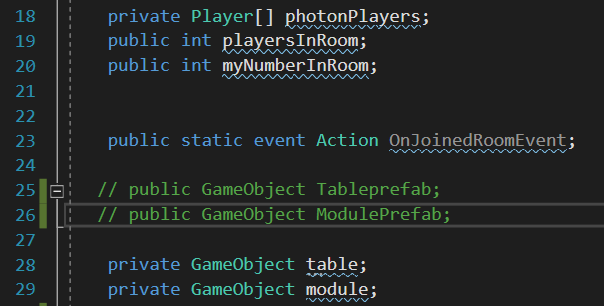 18 private Player[] photonPlayers;
19 public int playersInRoom;
20 public int myNumberInRoom;
21
22
23 public static event Action OnJoinedRoomEvent;
24
25 // public GameObject Tableprefab;
26 // public GameObject ModulePrefab;
27
28 private GameObject table;
29 private GameObject module;